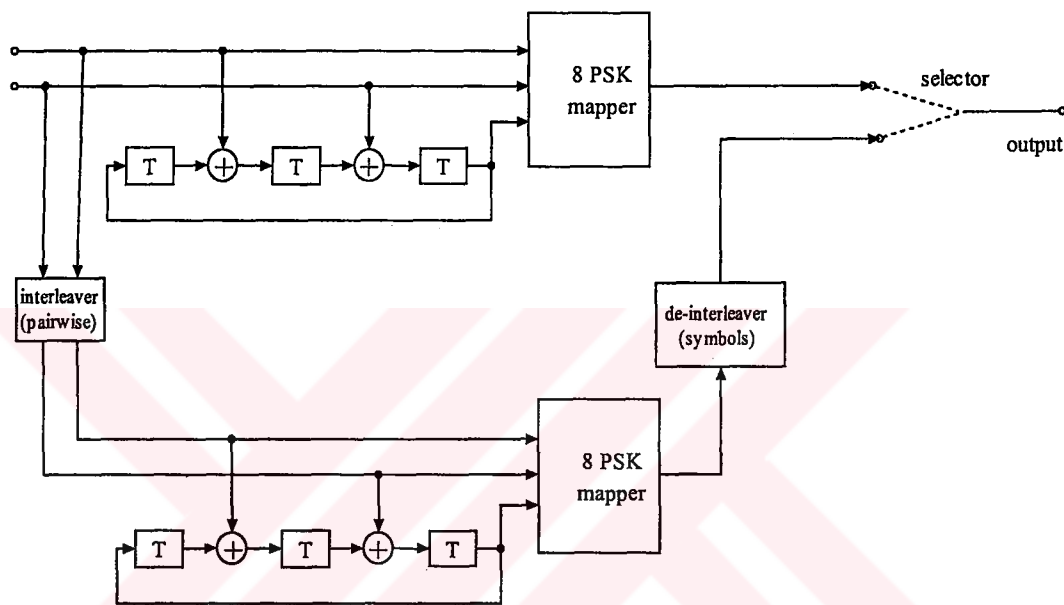 8 PSK
mapper
selector
output
T
T
T
interleaver
(pairwise)
de-interleaver
(symbols)
8 PSK
mapper
T
T
T